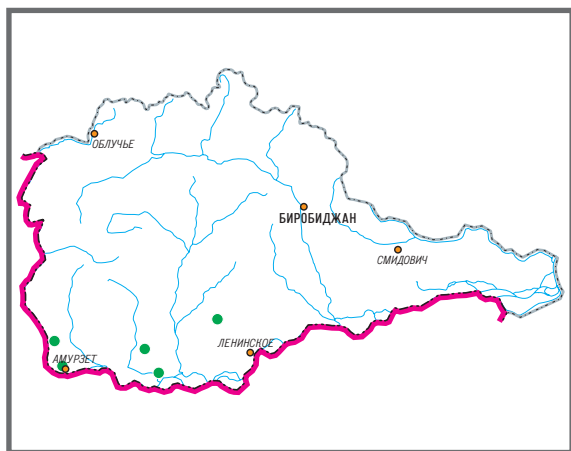 ОБЛУЧЬЕ
БИРОБИДЖАН
СМИДОВИЧ
ЛЕНИНСКОЕ
АМУРЗЕТ